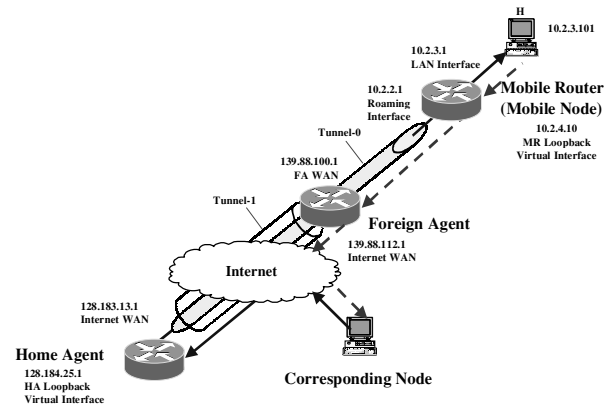 H
10.2.3.101
10.2.3.1
LAN Interface
10.2.2.1
Roaming
Interface
Mobile Router
(Mobile Node)
10.2.4.10
MR Loopback
Virtual Interface
Tunnel-0
139.88.100.1
FA WAN
Tunnel-1
Foreign Agent
139.88.112.1
Internet WAN
Internet
128.183.13.1
Internet WAN
Home Agent
128.184.25.1
HA Loopback
Virtual Interface
Corresponding Node